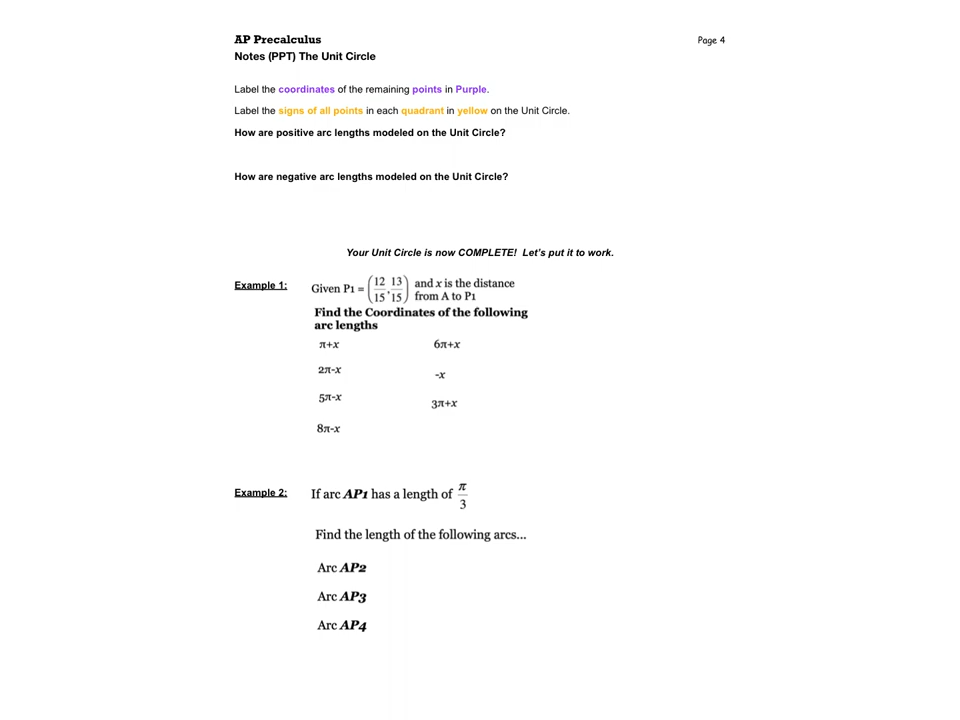 AP Precalculus
Page 4
Notes (PPT) The Unit Circle
Label the coordinates of the remaining points in Purple.
Label the signs of all points in each quadrant in yellow on the Unit Circle.
How are positive arc lengths modeled on the Unit Circle?
How are negative arc lengths modeled on the Unit Circle?
Your Unit Circle is now COMPLETE! Let's put it to work.
Example 1:
Given P1 = (12/15, 13/15) and x is the distance
from A to P1
Find the Coordinates of the following
arc lengths
π+x
6π+x
2π-x
-x
5π-x
3π+x
8π-x
Example 2:
If arc AP1 has a length of π/3
Find the length of the following arcs...
Arc AP2
Arc AP3
Arc AP4